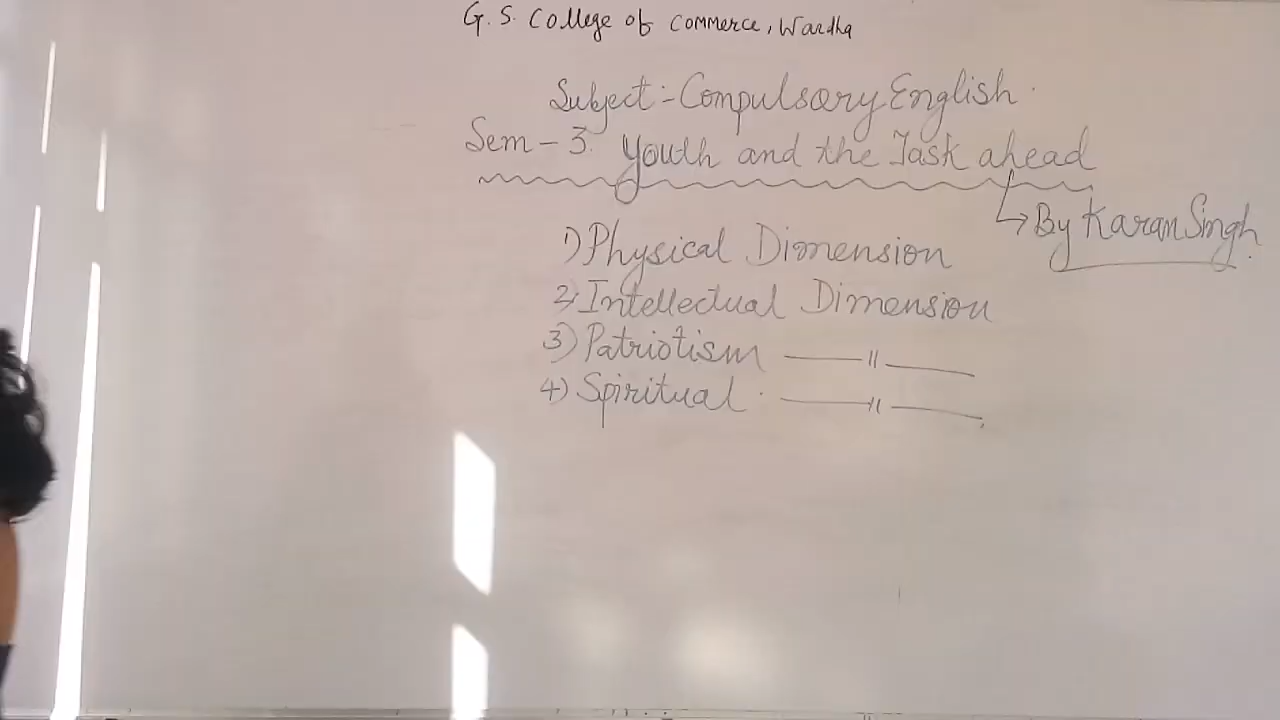 G. S. College of Commerce, Wardha
Subject :- Compulsory English.
Sem - 3. Youth and the Task ahead
→ By Karan Singh.
1) Physical Dimension
2) Intellectual Dimension
3) Patriotism —— 〃 ——
4) Spiritual. —— 〃 ——